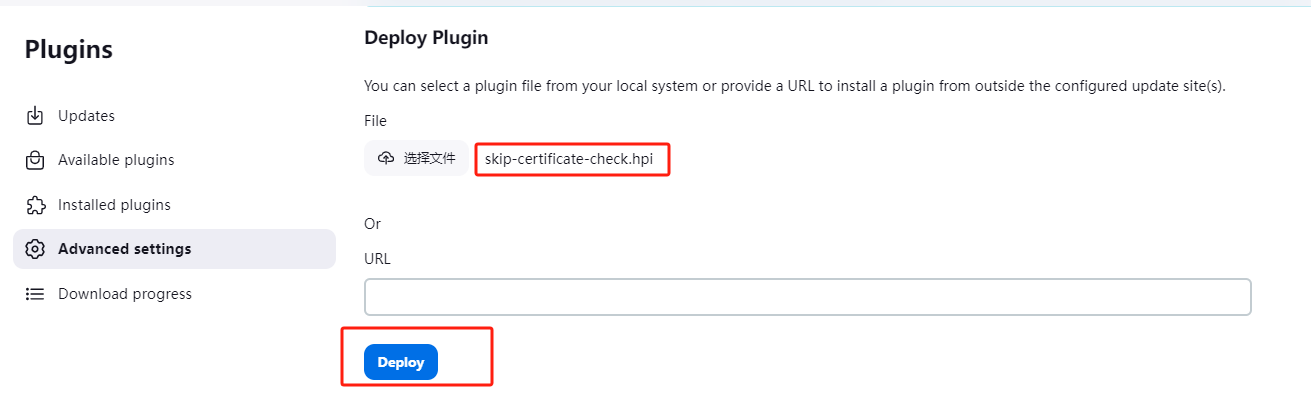 Plugins
Updates
Available plugins
Installed plugins
Advanced settings
Download progress
Deploy Plugin
You can select a plugin file from your local system or provide a URL to install a plugin from outside the configured update site(s).
File
选择文件 skip-certificate-check.hpi
Or
URL
Deploy